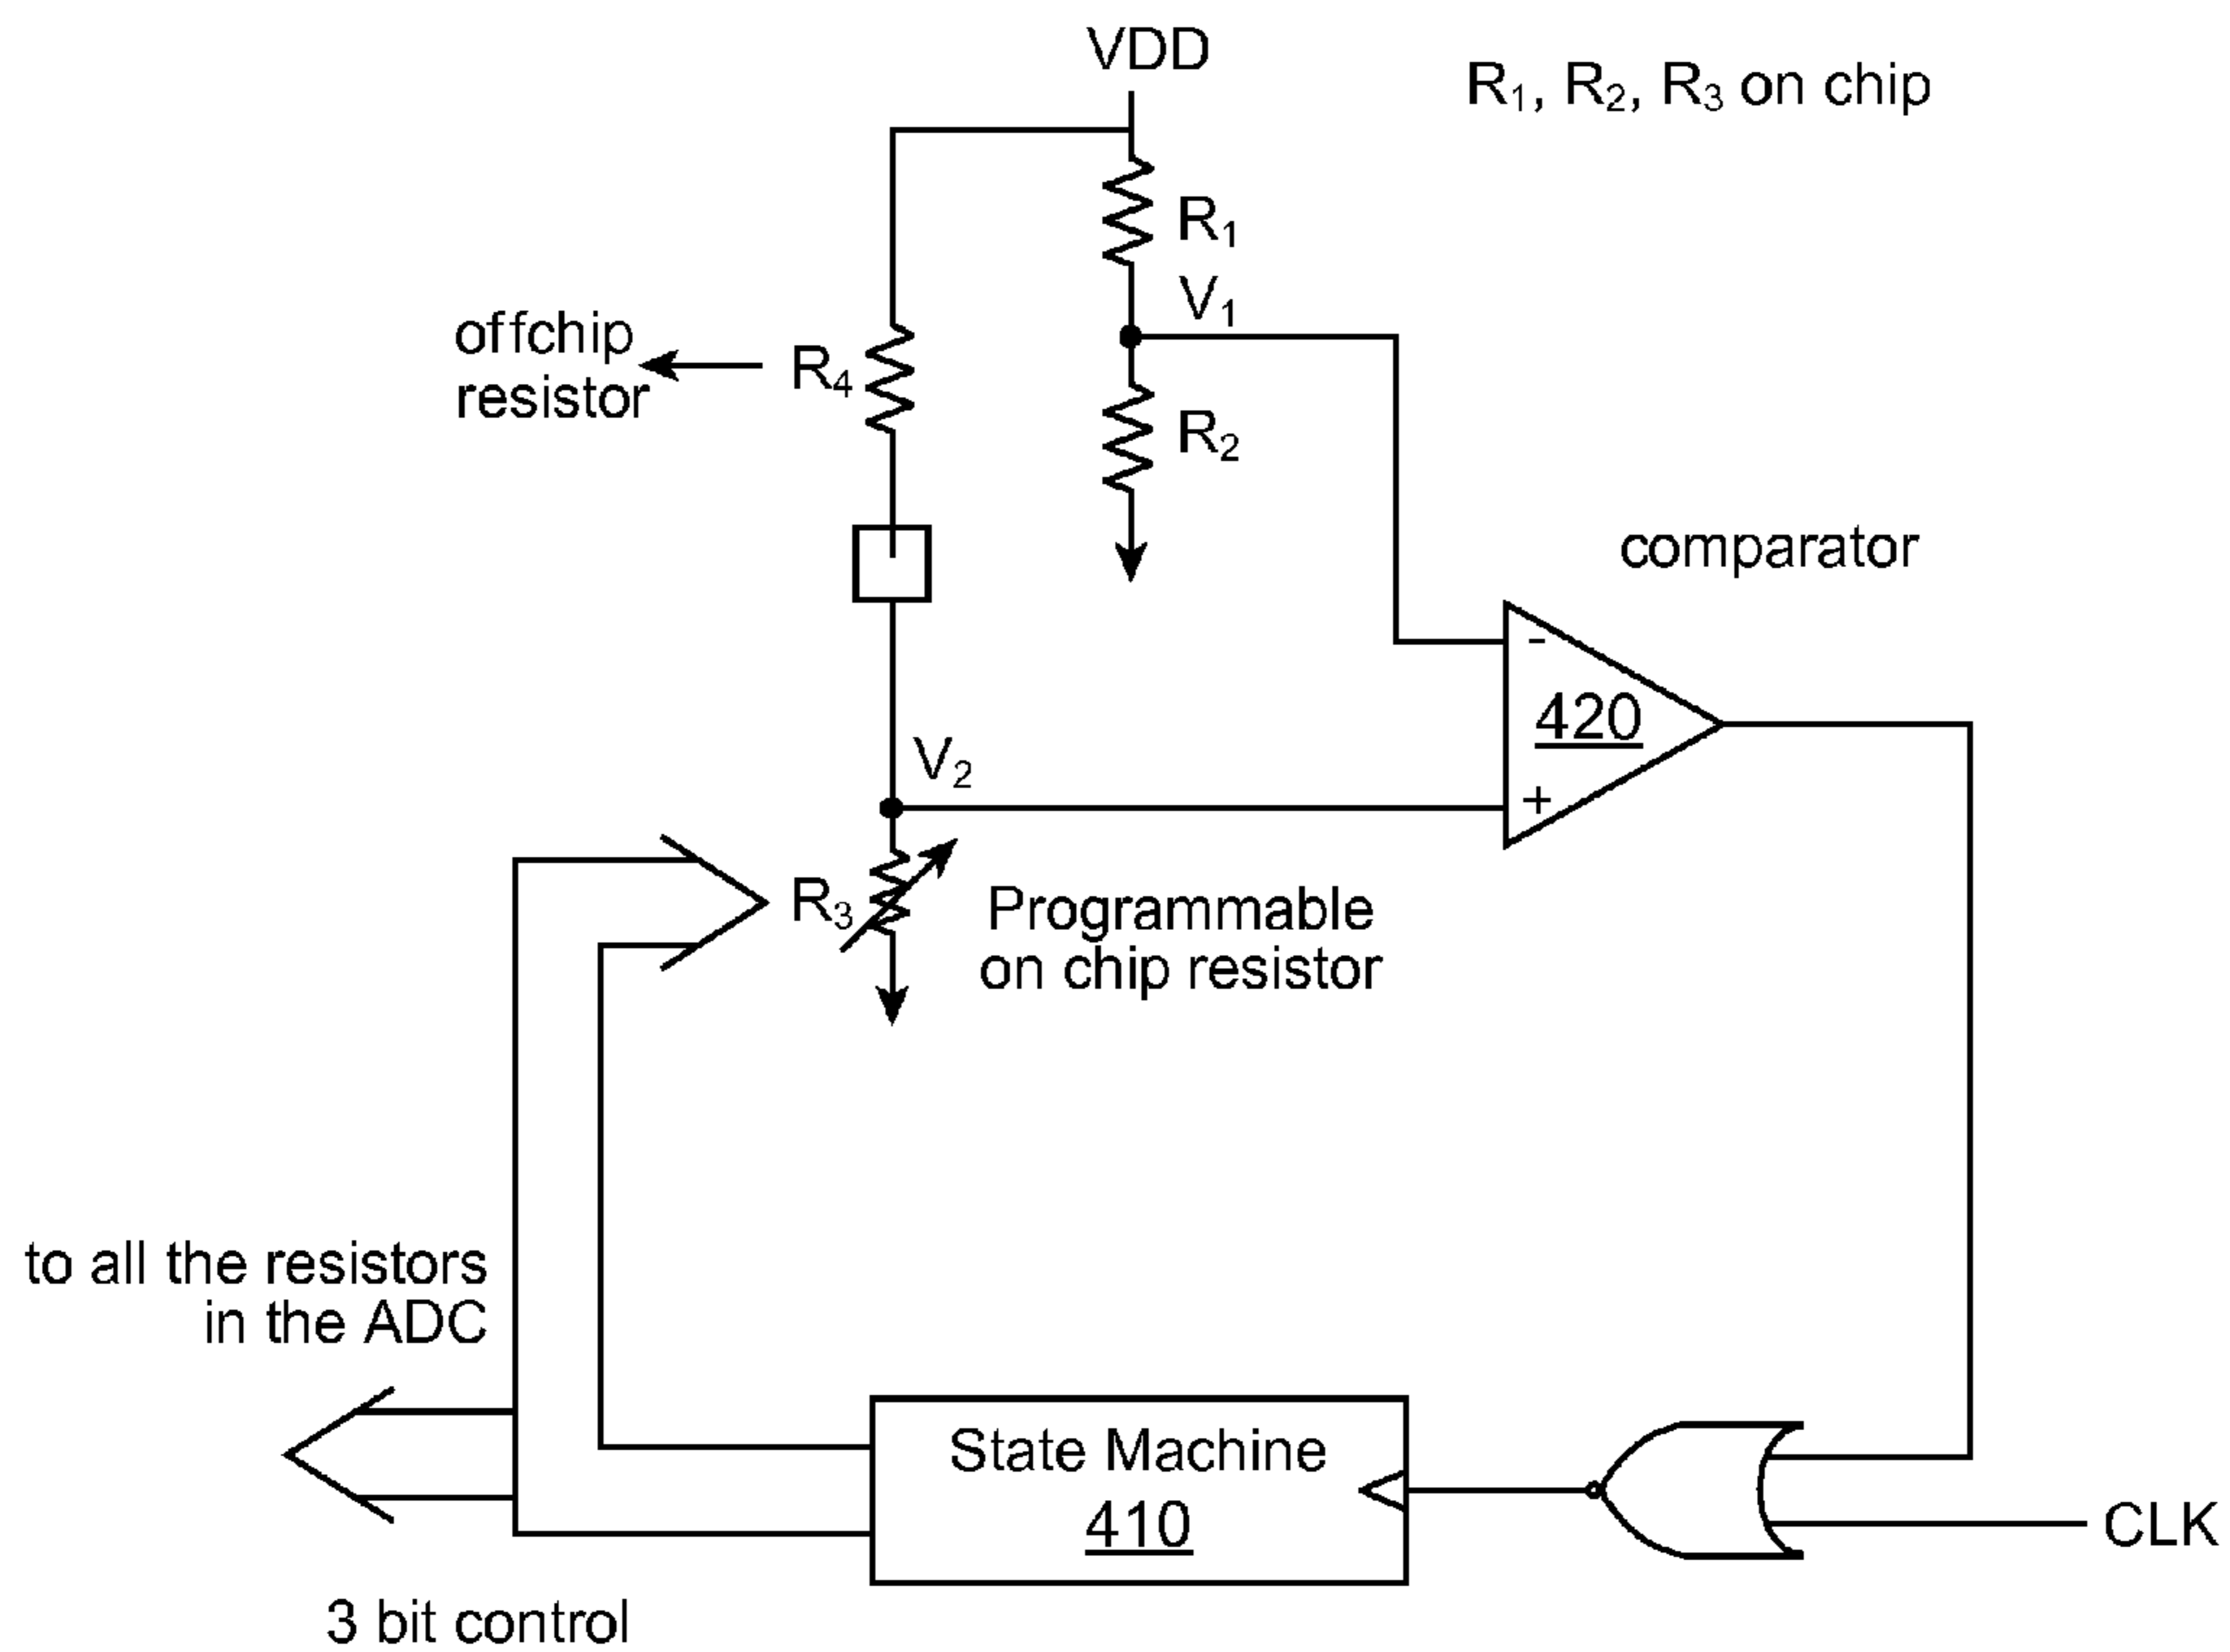 VDD
R1, R2, R3 on chip
R1
V1
offchip
resistor
R4
R2
comparator
-
420
+
V2
R3
Programmable
on chip resistor
to all the resistors
in the ADC
State Machine
410
CLK
3 bit control